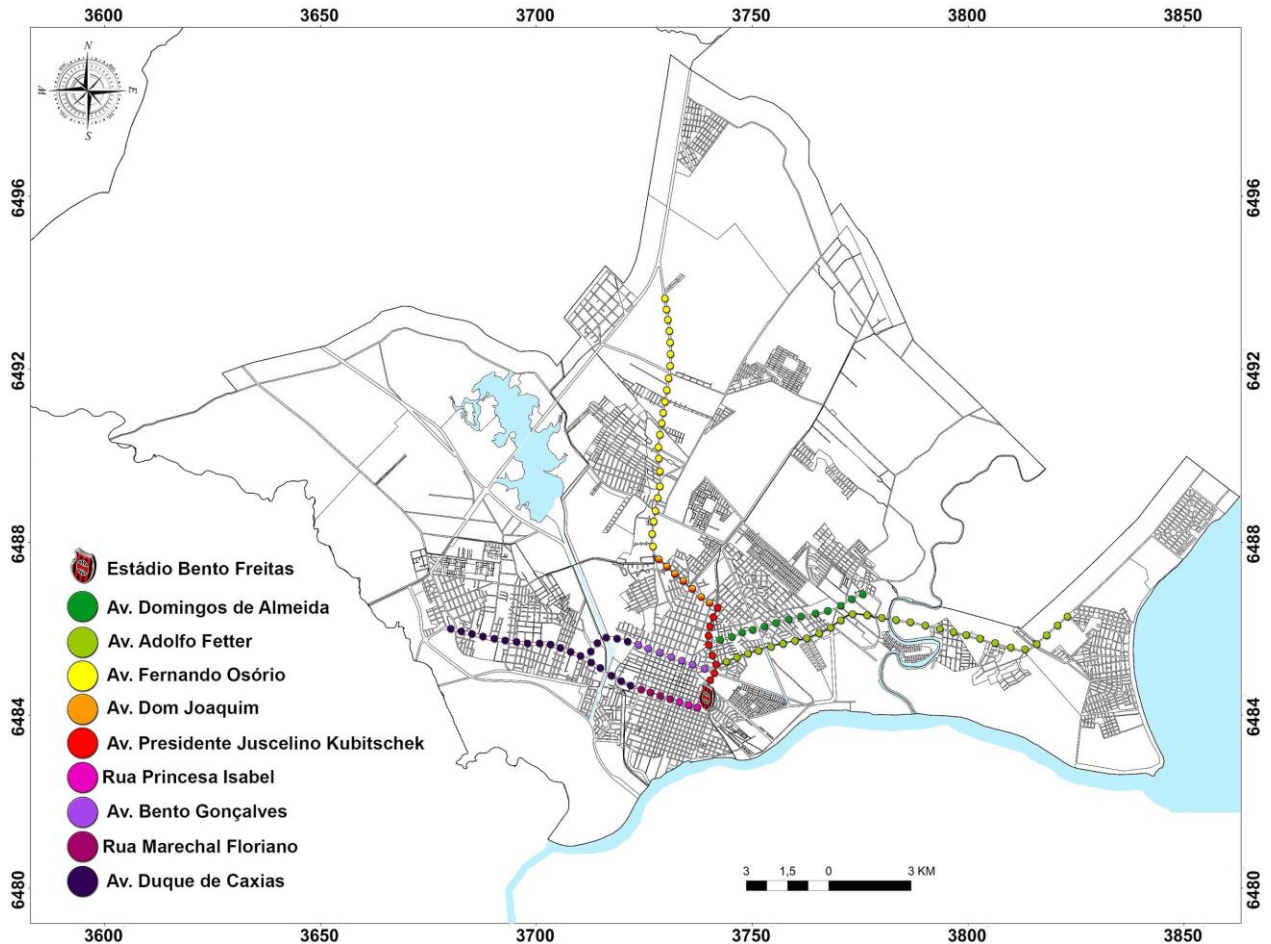 3600 3650 3700 3750 3800 3850
N
W E
S
6496 6496
6492 6492
6488 6488
Estádio Bento Freitas
Av. Domingos de Almeida
Av. Adolfo Fetter
Av. Fernando Osório
Av. Dom Joaquim
Av. Presidente Juscelino Kubitschek
Rua Princesa Isabel
Av. Bento Gonçalves
Rua Marechal Floriano
Av. Duque de Caxias
6484 6484
3 1,5 0 3 KM
6480 6480
3600 3650 3700 3750 3800 3850